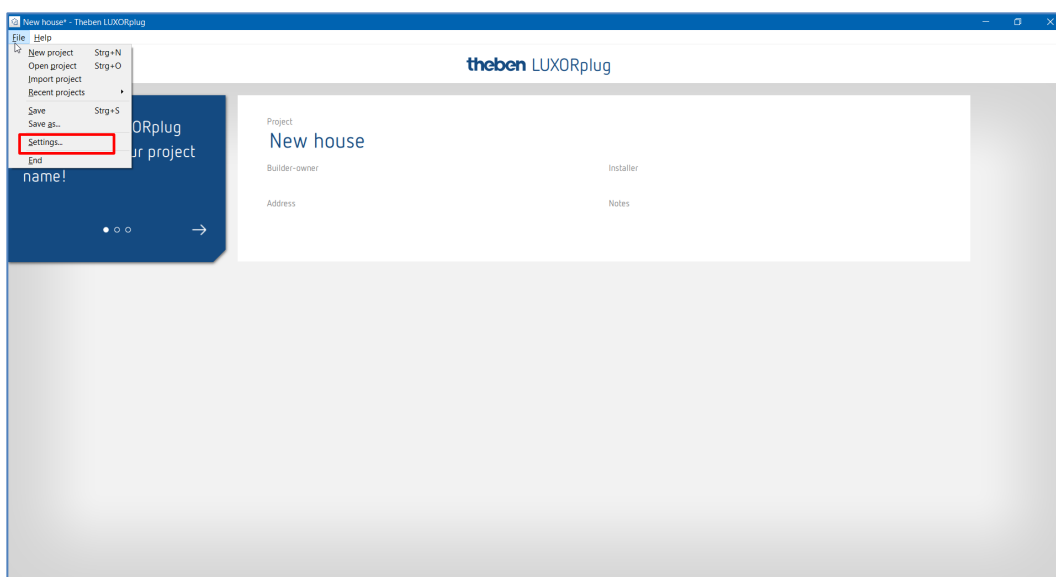 New house* - Theben LUXORplug
File Help
New project Strg+N
Open project Strg+O
Import project
Recent projects
Save Strg+S
Save as...
Settings...
End
theben LUXORplug
ORplug
ur project
name!
Project
New house
Builder-owner
Installer
Address
Notes